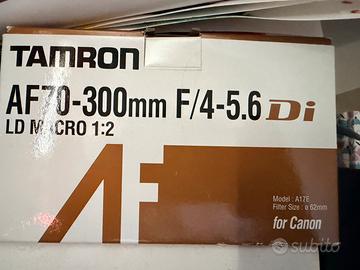 TAMRON
AF70-300mm F/4-5.6 Di
LD MACRO 1:2
AF
Model : A17E
Filter Size : ø 62mm
for Canon
subito